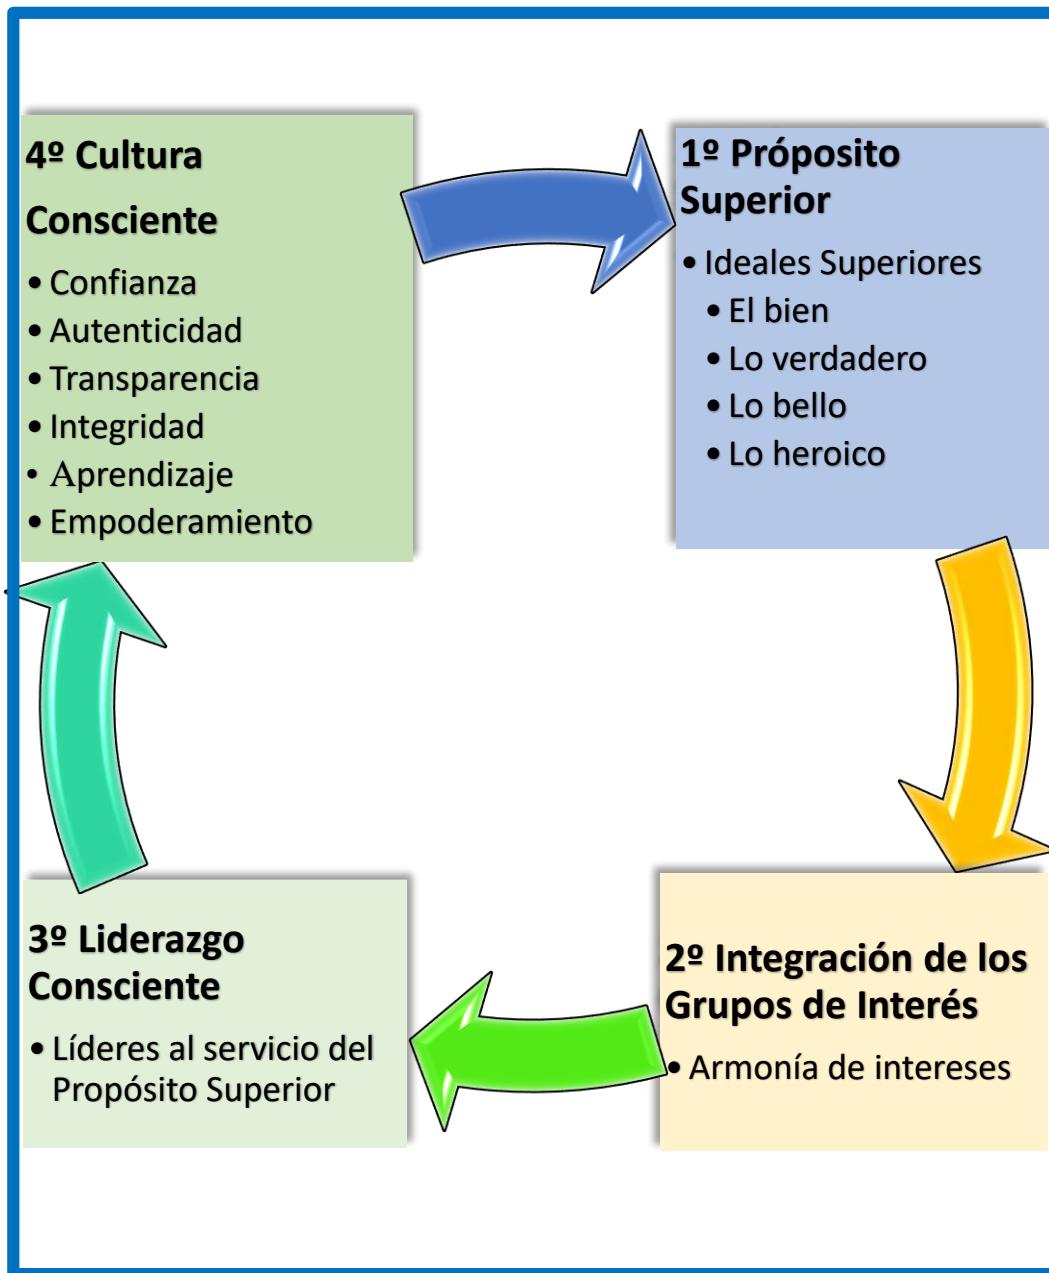 4º Cultura
Consciente
• Confianza
• Autenticidad
• Transparencia
• Integridad
• Aprendizaje
• Empoderamiento
1º Próposito
Superior
• Ideales Superiores
• El bien
• Lo verdadero
• Lo bello
• Lo heroico
3º Liderazgo
Consciente
• Líderes al servicio del
Propósito Superior
2º Integración de los
Grupos de Interés
• Armonía de intereses